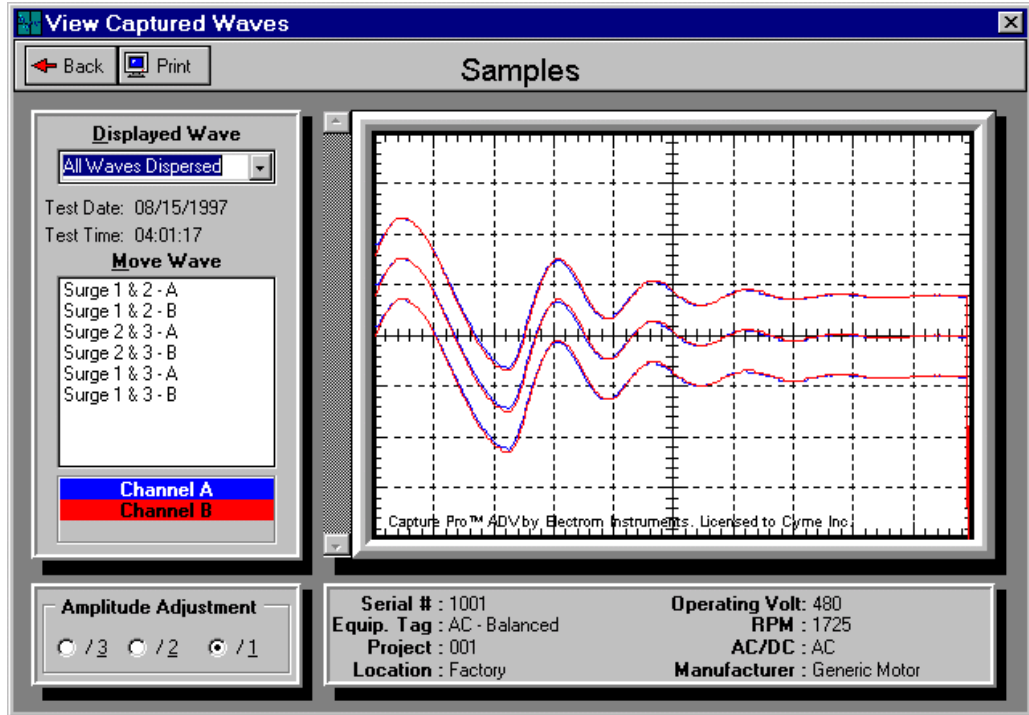 View Captured Waves
Back Print Samples
Displayed Wave
All Waves Dispersed
Test Date: 08/15/1997
Test Time: 04:01:17
Move Wave
Surge 1 & 2 - A
Surge 1 & 2 - B
Surge 2 & 3 - A
Surge 2 & 3 - B
Surge 1 & 3 - A
Surge 1 & 3 - B
Channel A
Channel B
Capture Pro™ ADV by Electrom Instruments. Licensed to Cyme Inc.
Amplitude Adjustment
/ 3 / 2 / 1
Serial # : 1001
Equip. Tag : AC - Balanced
Project : 001
Location : Factory
Operating Volt: 480
RPM : 1725
AC/DC : AC
Manufacturer : Generic Motor